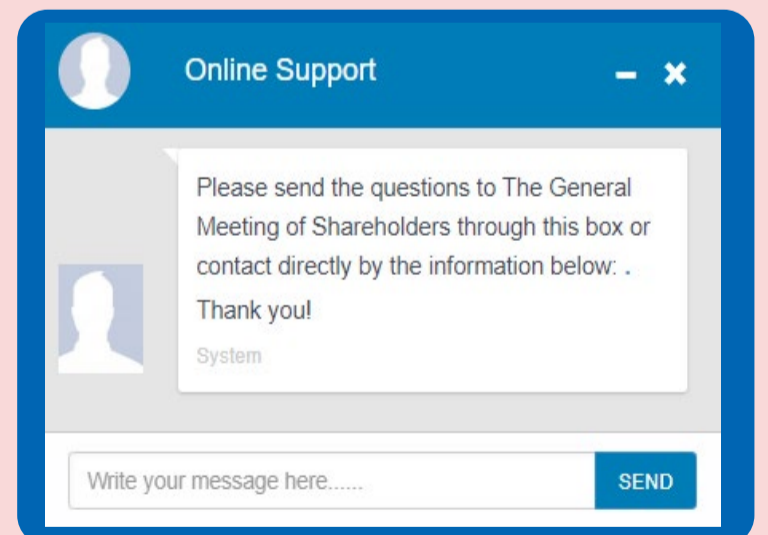 Online Support
Please send the questions to The General
Meeting of Shareholders through this box or
contact directly by the information below: .
Thank you!
System
Write your message here......
SEND